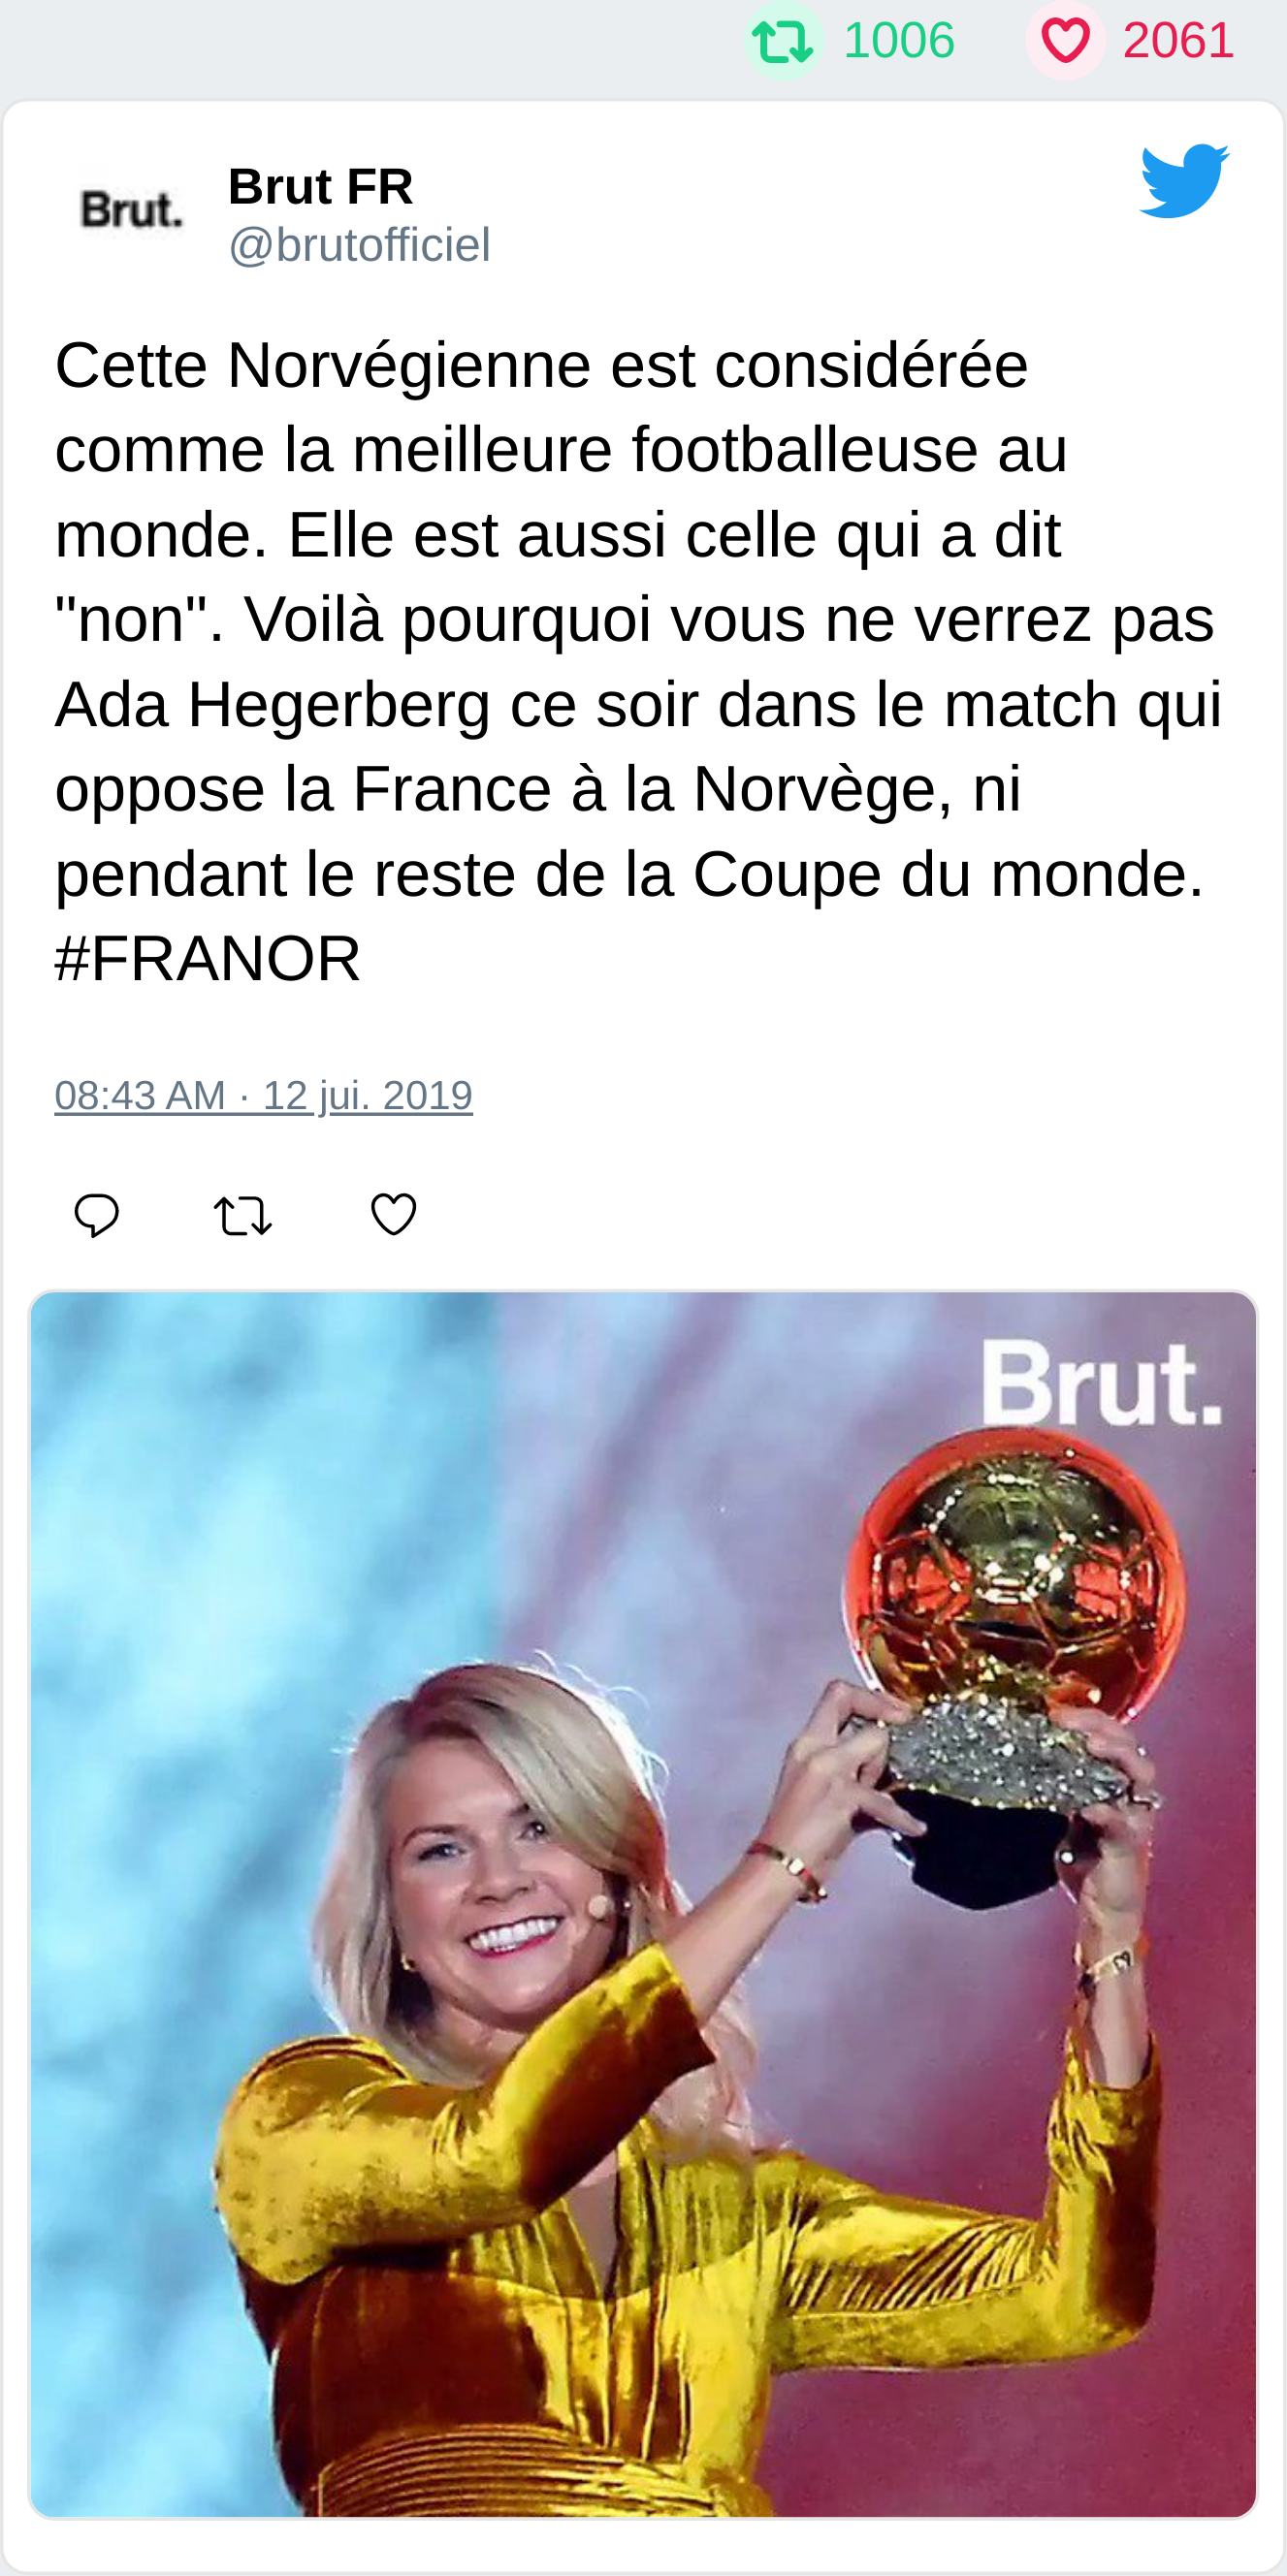 1006 2061
Brut.
Brut FR
@brutofficiel
Cette Norvégienne est considérée
comme la meilleure footballeuse au
monde. Elle est aussi celle qui a dit
"non". Voilà pourquoi vous ne verrez pas
Ada Hegerberg ce soir dans le match qui
oppose la France à la Norvège, ni
pendant le reste de la Coupe du monde.
#FRANOR
08:43 AM · 12 jui. 2019
Brut.